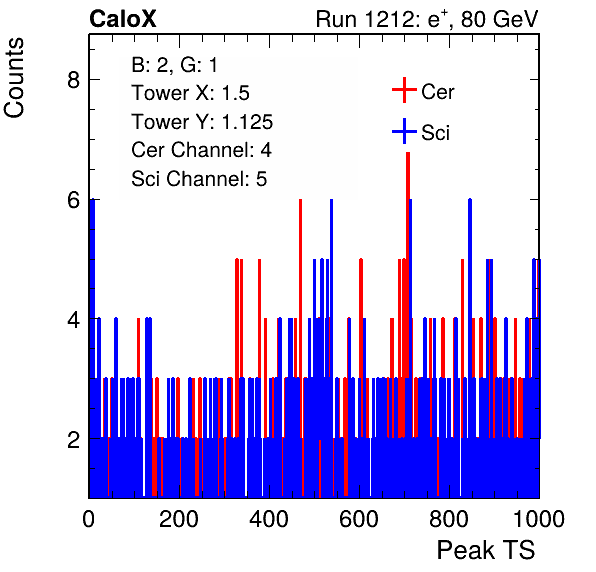 CaloX Run 1212: e⁺, 80 GeV
Counts
B: 2, G: 1
Tower X: 1.5
Tower Y: 1.125
Cer Channel: 4
Sci Channel: 5
Cer
Sci
8
6
4
2
0 200 400 600 800 1000
Peak TS